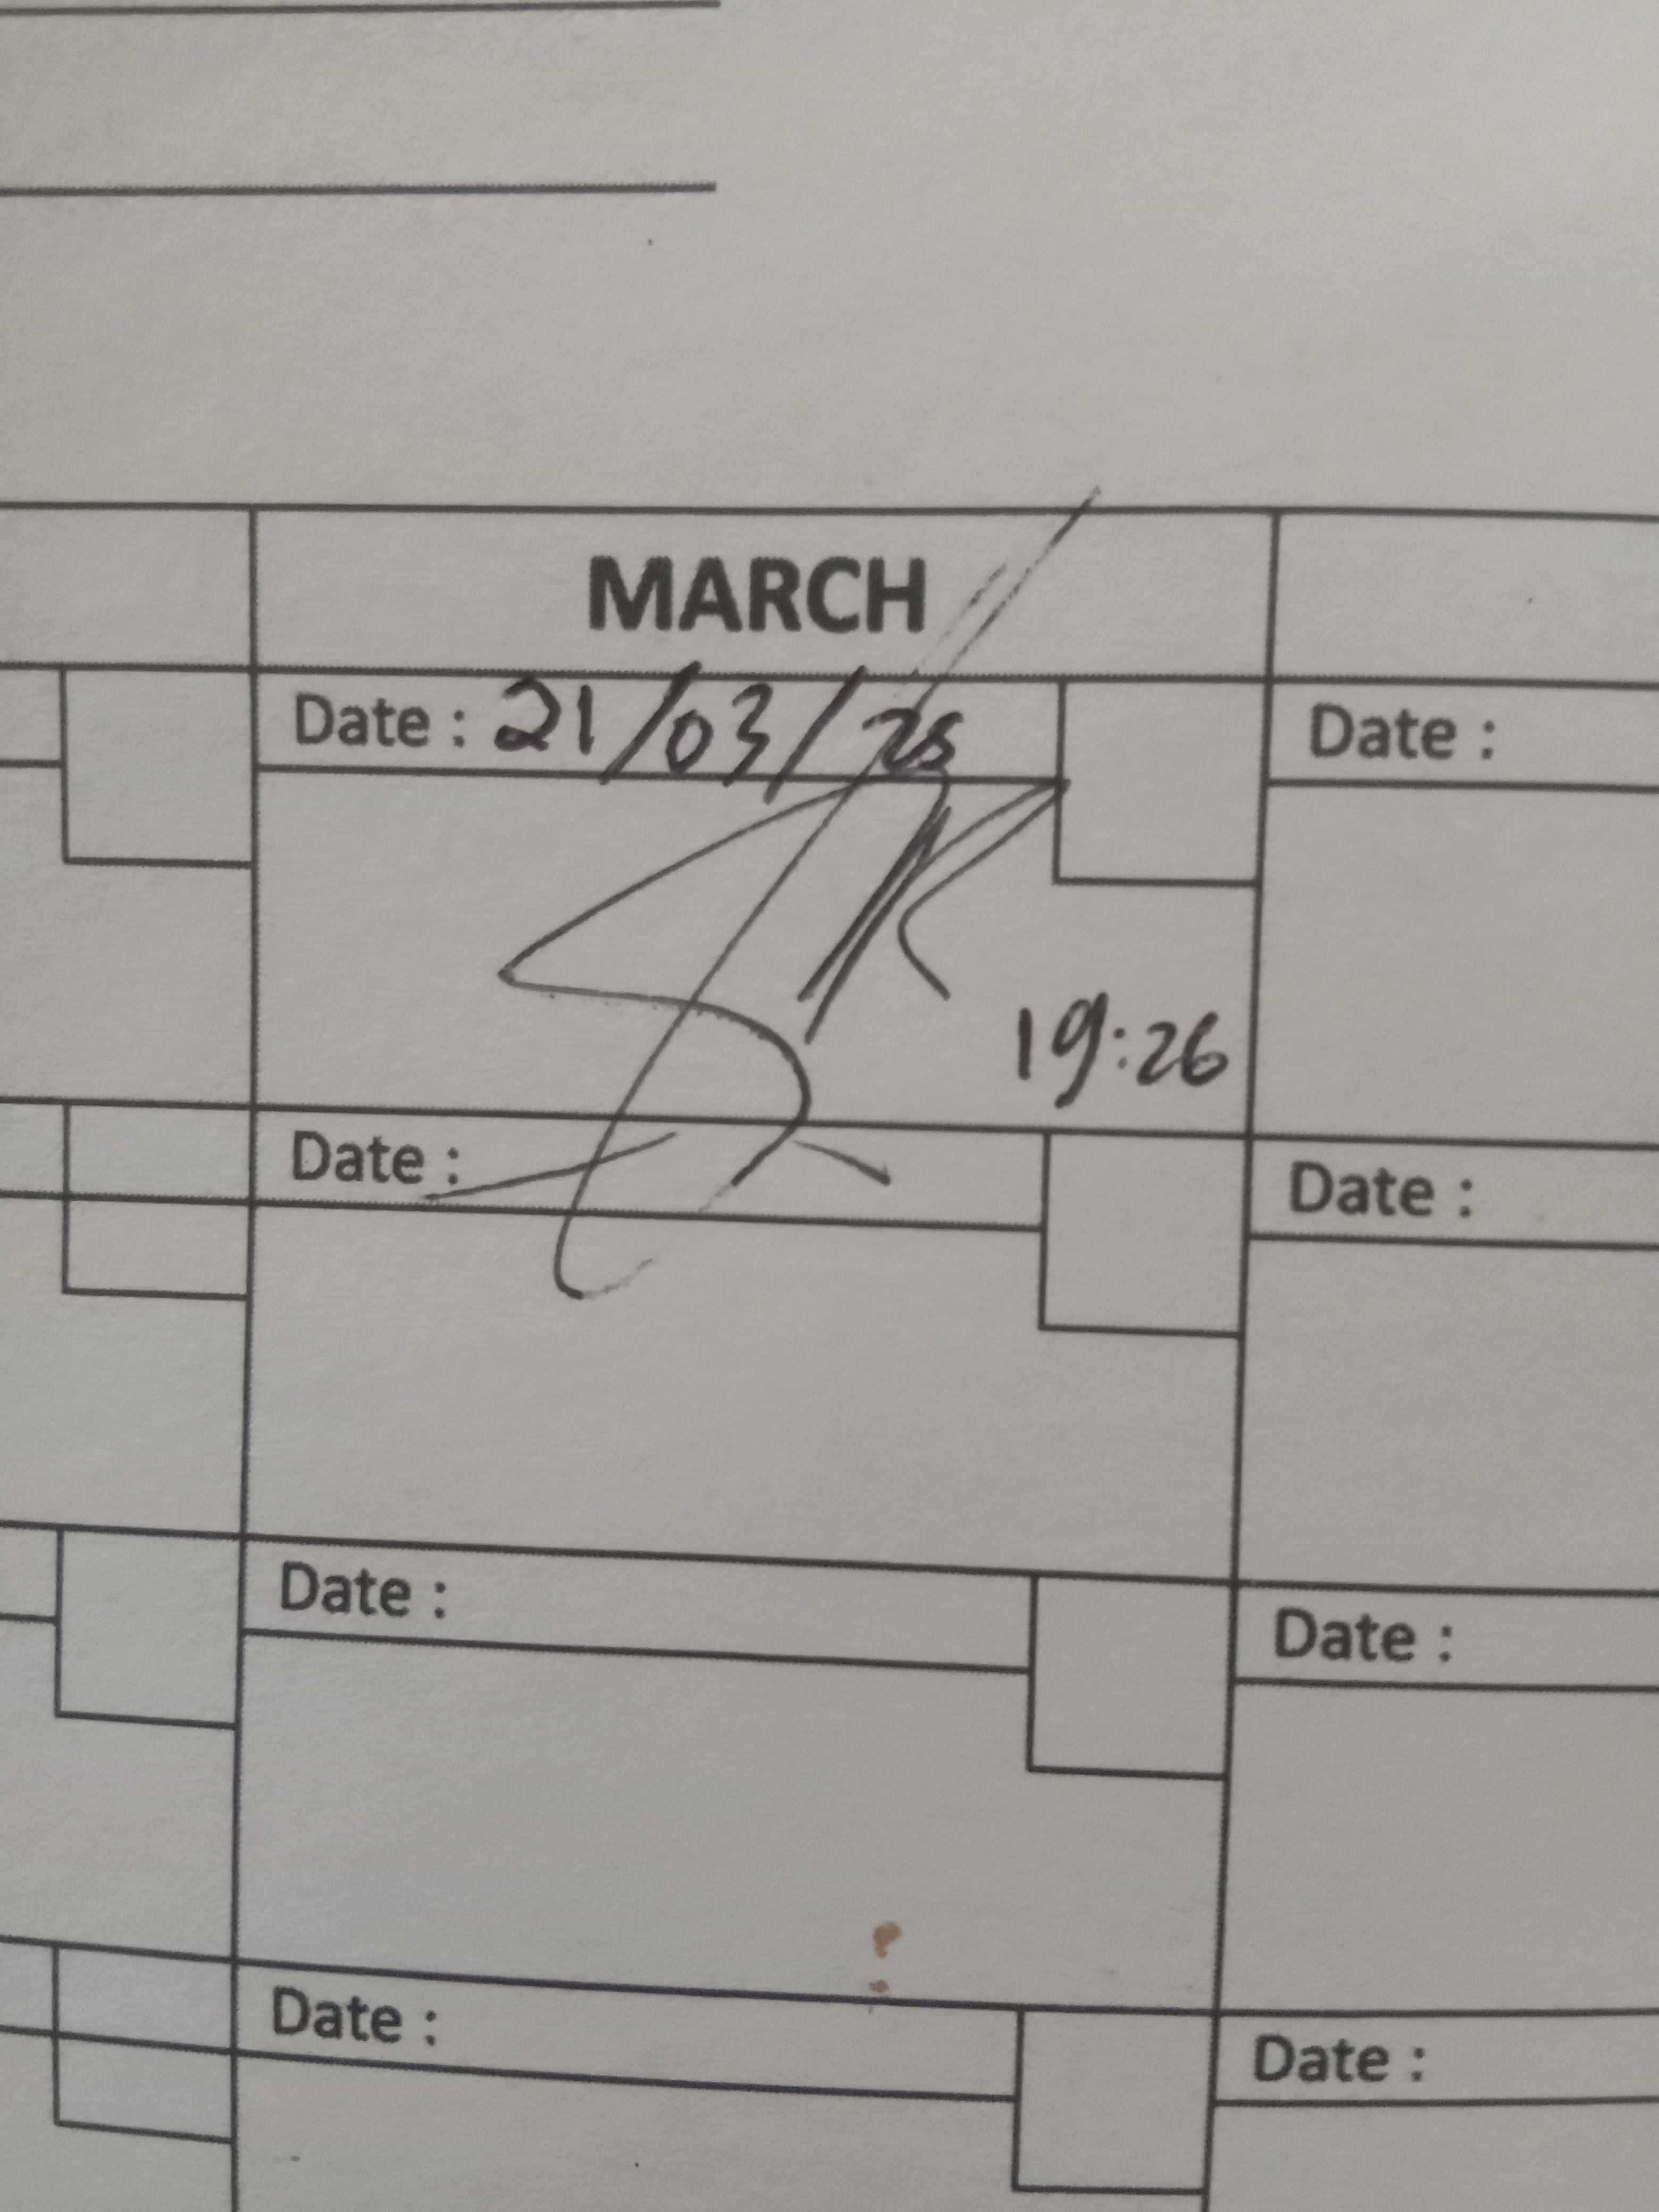 MARCH
Date : 21/03/25 Date :
19:26
Date : Date :
Date : Date :
Date : Date :